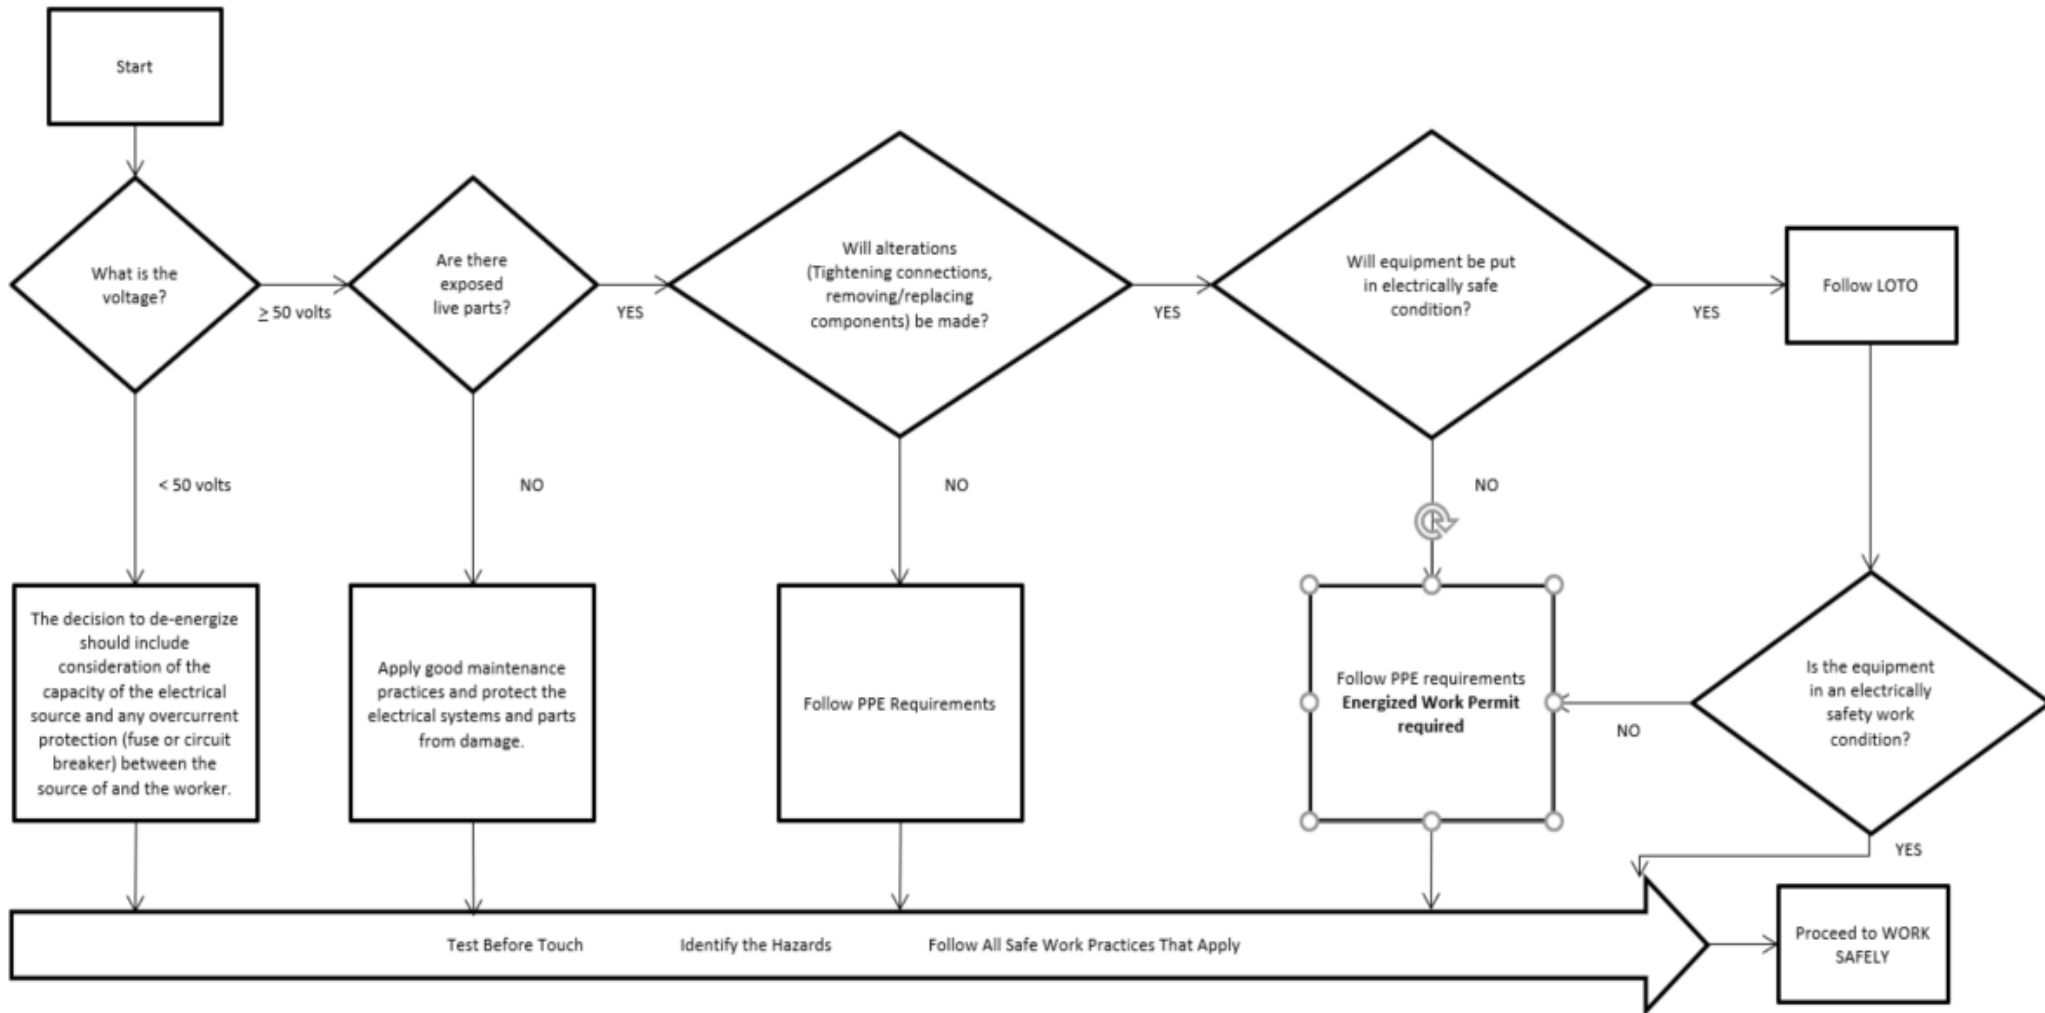 Start
What is the
voltage?
≥ 50 volts
Are there
exposed
live parts?
YES
Will alterations
(Tightening connections,
removing/replacing
components) be made?
YES
Will equipment be put
in electrically safe
condition?
YES
Follow LOTO
< 50 volts
NO
NO
NO
The decision to de-energize
should include
consideration of the
capacity of the electrical
source and any overcurrent
protection (fuse or circuit
breaker) between the
source of and the worker.
Apply good maintenance
practices and protect the
electrical systems and parts
from damage.
Follow PPE Requirements
Follow PPE requirements
Energized Work Permit
required
NO
Is the equipment
in an electrically
safety work
condition?
YES
Test Before Touch
Identify the Hazards
Follow All Safe Work Practices That Apply
Proceed to WORK
SAFELY